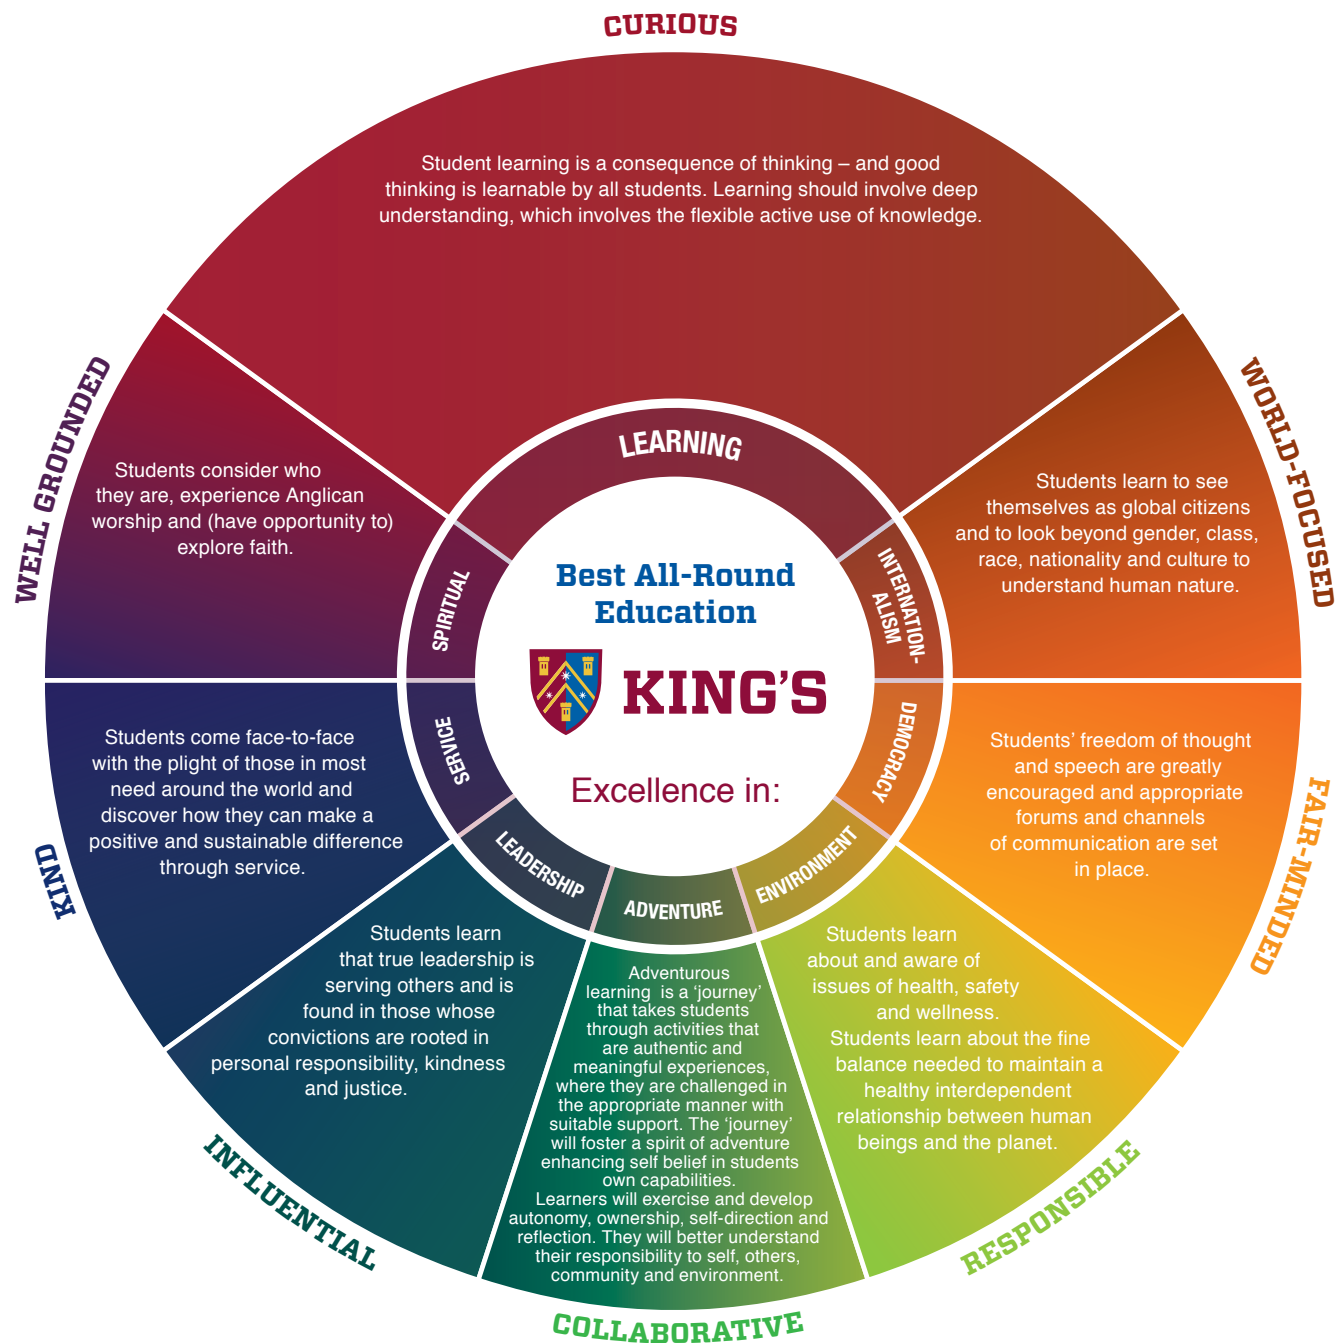 CURIOUS
Student learning is a consequence of thinking – and good
thinking is learnable by all students. Learning should involve deep
understanding, which involves the flexible active use of knowledge.
LEARNING
WORLD-FOCUSED
Students learn to see
themselves as global citizens
and to look beyond gender, class,
race, nationality and culture to
understand human nature.
INTERNATION-
ALISM
FAIR-MINDED
Students’ freedom of thought
and speech are greatly
encouraged and appropriate
forums and channels
of communication are set
in place.
DEMOCRACY
RESPONSIBLE
Students learn
about and aware of
issues of health, safety
and wellness.
Students learn about the fine
balance needed to maintain a
healthy interdependent
relationship between human
beings and the planet.
ENVIRONMENT
COLLABORATIVE
Adventurous
learning is a ‘journey’
that takes students
through activities that
are authentic and
meaningful experiences,
where they are challenged in
the appropriate manner with
suitable support. The ‘journey’
will foster a spirit of adventure
enhancing self belief in students
own capabilities.
Learners will exercise and develop
autonomy, ownership, self-direction and
reflection. They will better understand
their responsibility to self, others,
community and environment.
ADVENTURE
INFLUENTIAL
Students learn
that true leadership is
serving others and is
found in those whose
convictions are rooted in
personal responsibility, kindness
and justice.
LEADERSHIP
KIND
Students come face-to-face
with the plight of those in most
need around the world and
discover how they can make a
positive and sustainable difference
through service.
SERVICE
WELL GROUNDED
Students consider who
they are, experience Anglican
worship and (have opportunity to)
explore faith.
SPIRITUAL
Best All-Round
Education
KING’S
Excellence in: